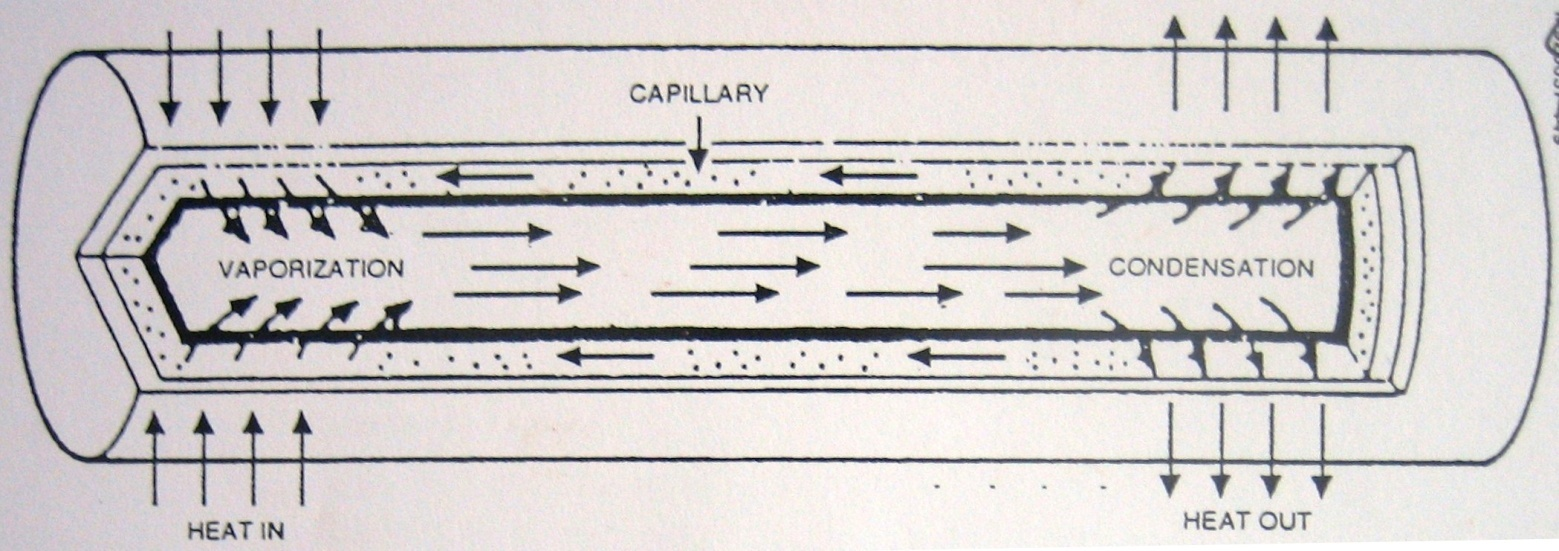 CAPILLARY
VAPORIZATION
CONDENSATION
HEAT IN
HEAT OUT